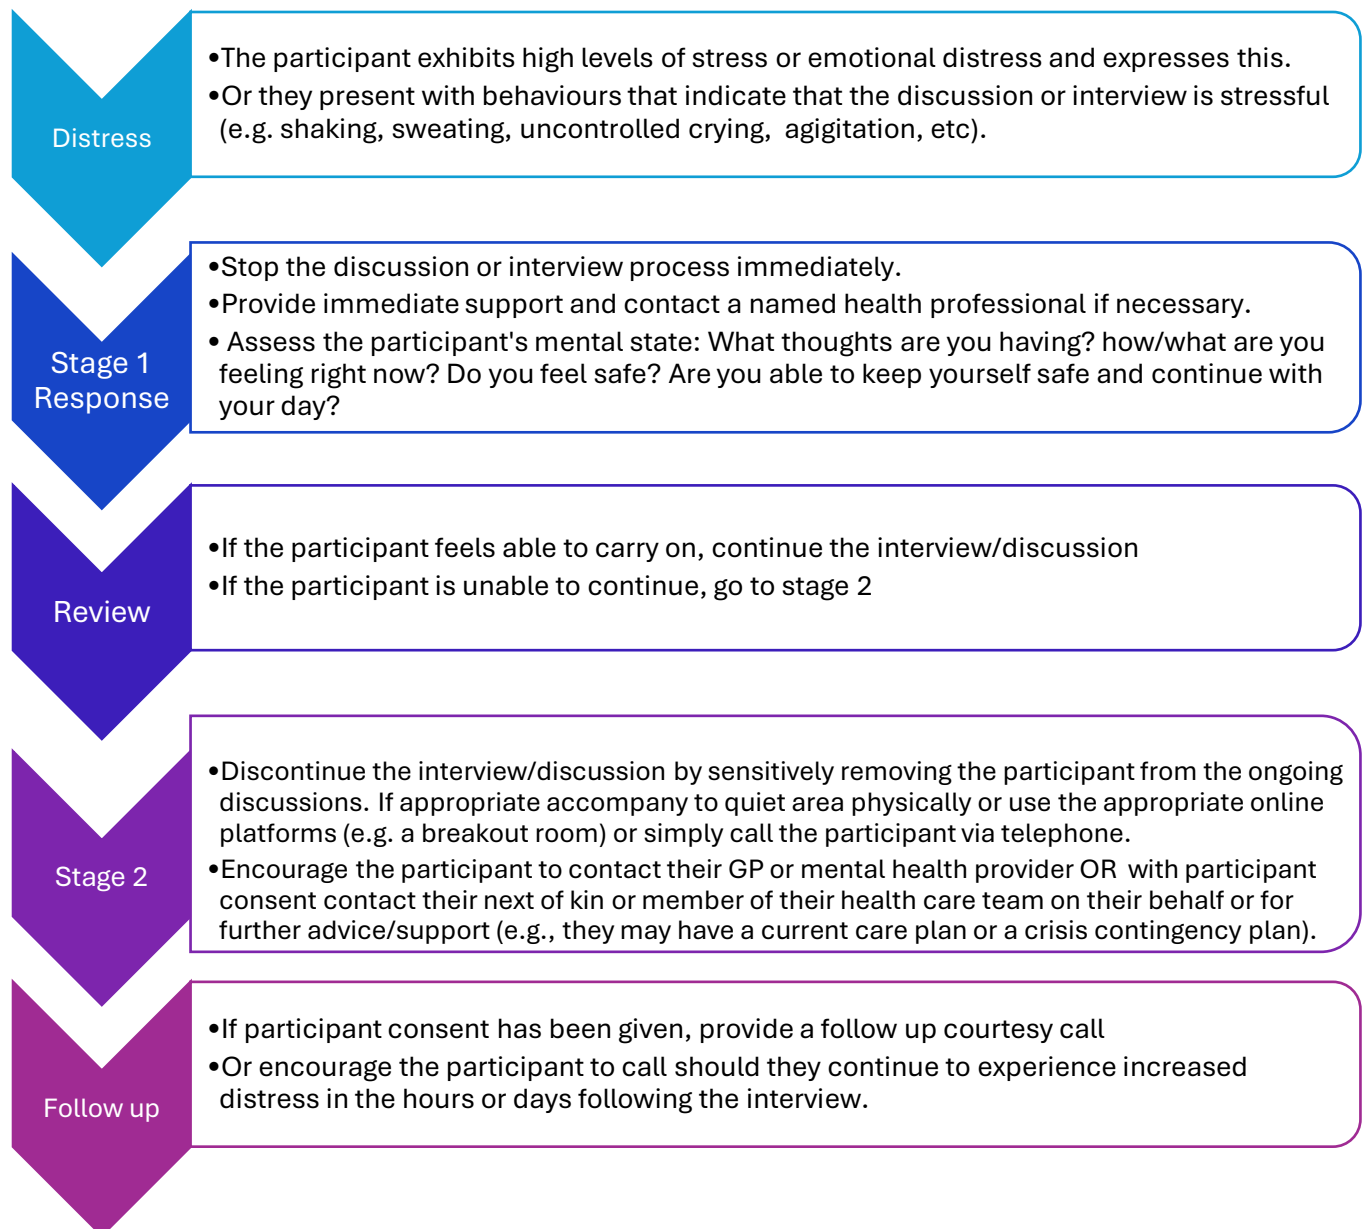 Distress
•The participant exhibits high levels of stress or emotional distress and expresses this.
•Or they present with behaviours that indicate that the discussion or interview is stressful
(e.g. shaking, sweating, uncontrolled crying, agigitation, etc).
Stage 1
Response
•Stop the discussion or interview process immediately.
•Provide immediate support and contact a named health professional if necessary.
• Assess the participant's mental state: What thoughts are you having? how/what are you
feeling right now? Do you feel safe? Are you able to keep yourself safe and continue with
your day?
Review
•If the participant feels able to carry on, continue the interview/discussion
•If the participant is unable to continue, go to stage 2
Stage 2
•Discontinue the interview/discussion by sensitively removing the participant from the ongoing
discussions. If appropriate accompany to quiet area physically or use the appropriate online
platforms (e.g. a breakout room) or simply call the participant via telephone.
•Encourage the participant to contact their GP or mental health provider OR with participant
consent contact their next of kin or member of their health care team on their behalf or for
further advice/support (e.g., they may have a current care plan or a crisis contingency plan).
Follow up
•If participant consent has been given, provide a follow up courtesy call
•Or encourage the participant to call should they continue to experience increased
distress in the hours or days following the interview.